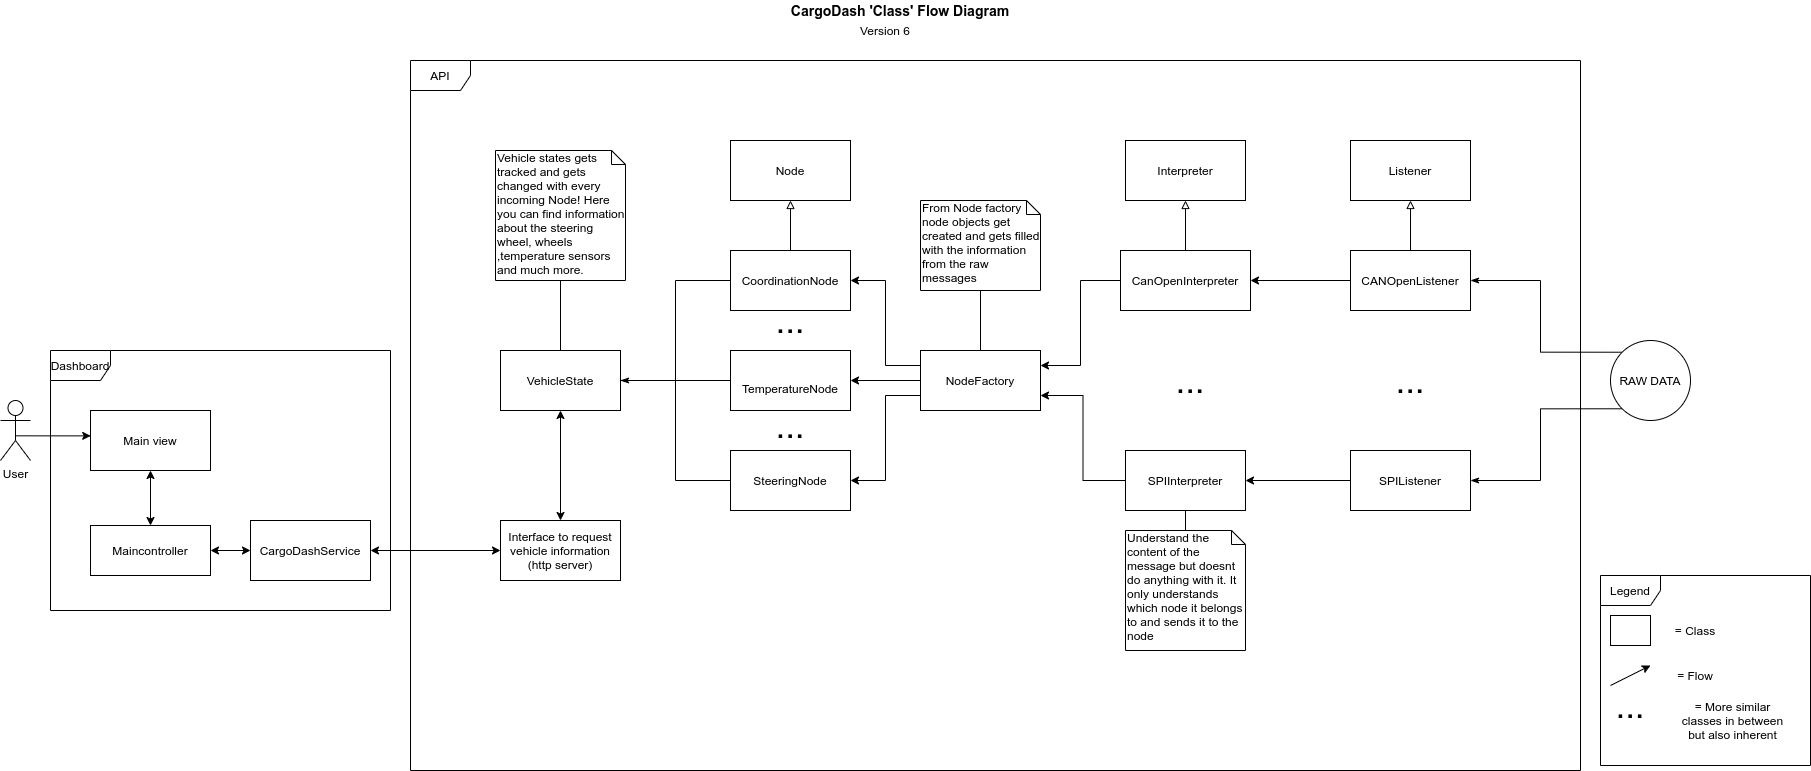 CargoDash 'Class' Flow Diagram
Version 6
API
Vehicle states gets
tracked and gets
changed with every
incoming Node! Here
you can find information
about the steering
wheel, wheels
,temperature sensors
and much more.
Node
From Node factory
node objects get
created and gets filled
with the information
from the raw
messages
Interpreter
Listener
CoordinationNode
CanOpenInterpreter
CANOpenListener
...
VehicleState
TemperatureNode
NodeFactory
...
...
RAW DATA
...
SteeringNode
SPIInterpreter
SPIListener
Understand the
content of the
message but doesnt
do anything with it. It
only understands
which node it belongs
to and sends it to the
node
Dashboard
User
Main view
Maincontroller
CargoDashService
Interface to request
vehicle information
(http server)
Legend
= Class
= Flow
...
= More similar
classes in between
but also inherent